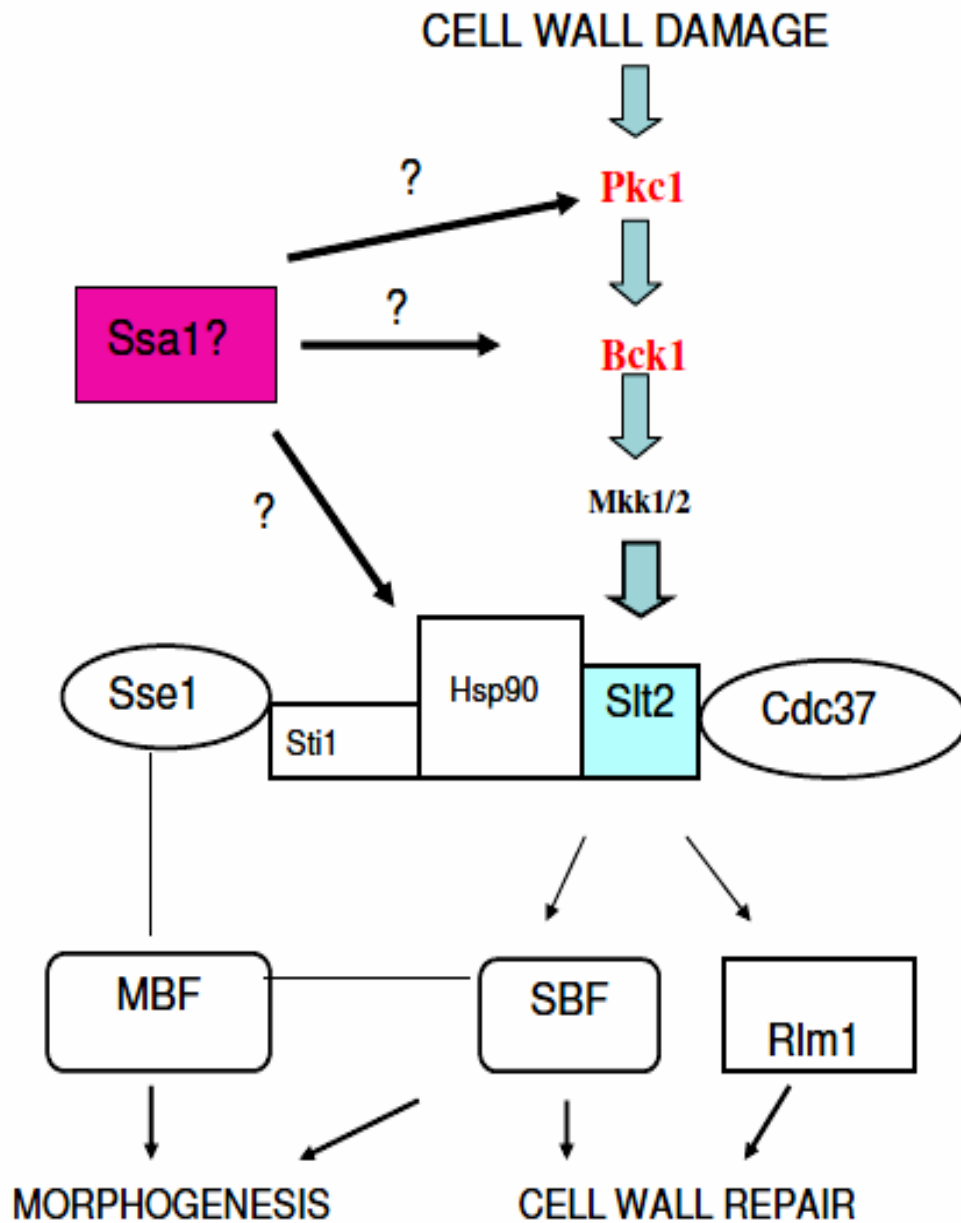 CELL WALL DAMAGE
?
Pkc1
?
Ssa1?
Bck1
?
Mkk1/2
Sse1
Sti1
Hsp90
Slt2
Cdc37
MBF
SBF
Rlm1
MORPHOGENESIS
CELL WALL REPAIR